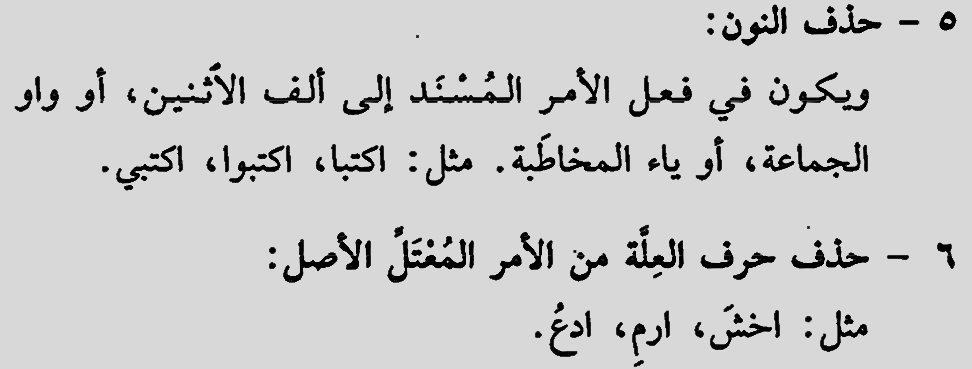 ٥ - حذف النون:
ويكون في فعل الأمر المُسْنَد إلى ألف الأثنين، أو واو
الجماعة، أو ياء المخاطَبة. مثل: اكتبا، اكتبوا، اكتبي.
٦ - حذف حرف العِلَّة من الأمر المُعْتَلِّ الأصل:
مثل: اخشَ، ارمِ، ادعُ.